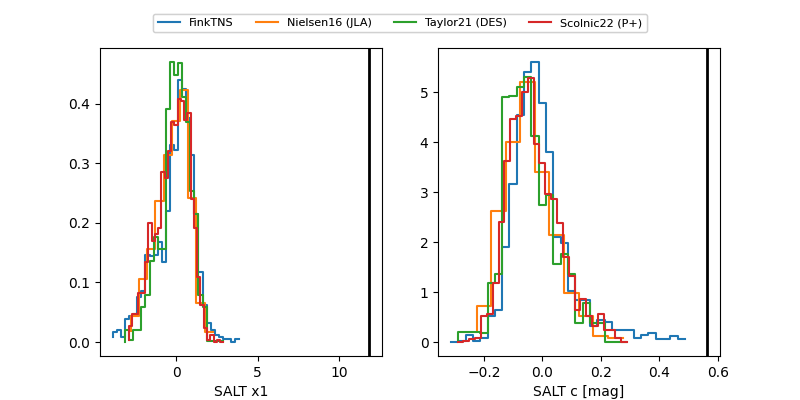 FinkTNS Nielsen16 (JLA) Taylor21 (DES) Scolnic22 (P+)
0.4
0.3
0.2
0.1
0.0
0 5 10
SALT x1
5
4
3
2
1
0
−0.2 0.0 0.2 0.4 0.6
SALT c [mag]